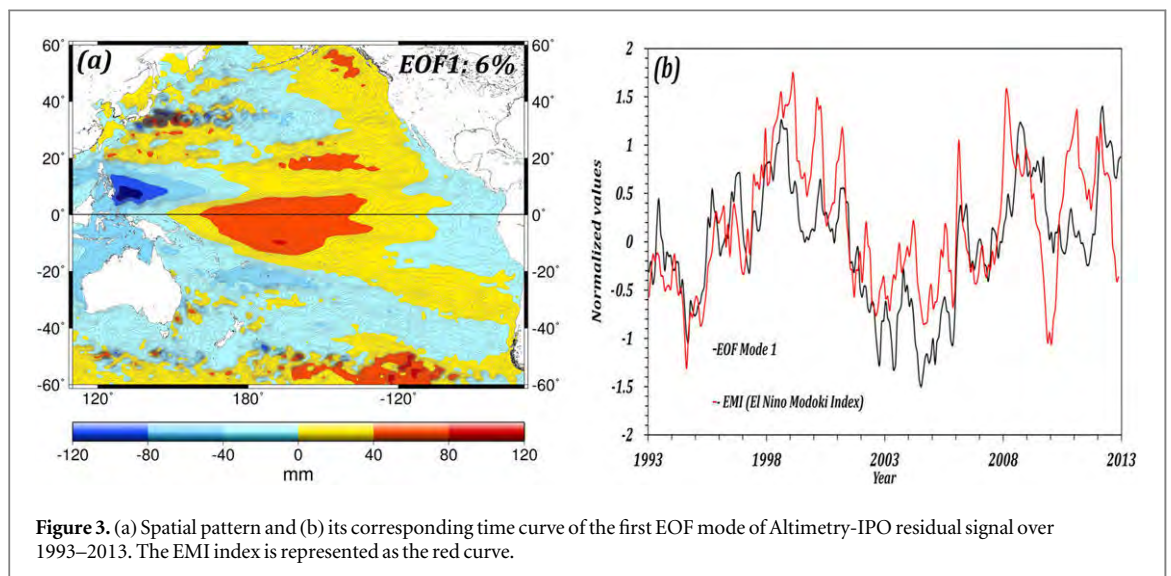 60° 60°
(a) EOF1: 6%
40° 40°
20° 20°
0° 0°
-20° -20°
-40° -40°
-60° -60°
120° 180° -120°
-120 -80 -40 0 40 80 120
mm
(b)
Normalized values
2
1.5
1
0.5
0
-0.5
-1
-1.5
-2
-EOF Mode 1
- EMI (El Nino Modoki Index)
1993 1998 2003 2008 2013
Year
Figure 3. (a) Spatial pattern and (b) its corresponding time curve of the first EOF mode of Altimetry-IPO residual signal over
1993–2013. The EMI index is represented as the red curve.